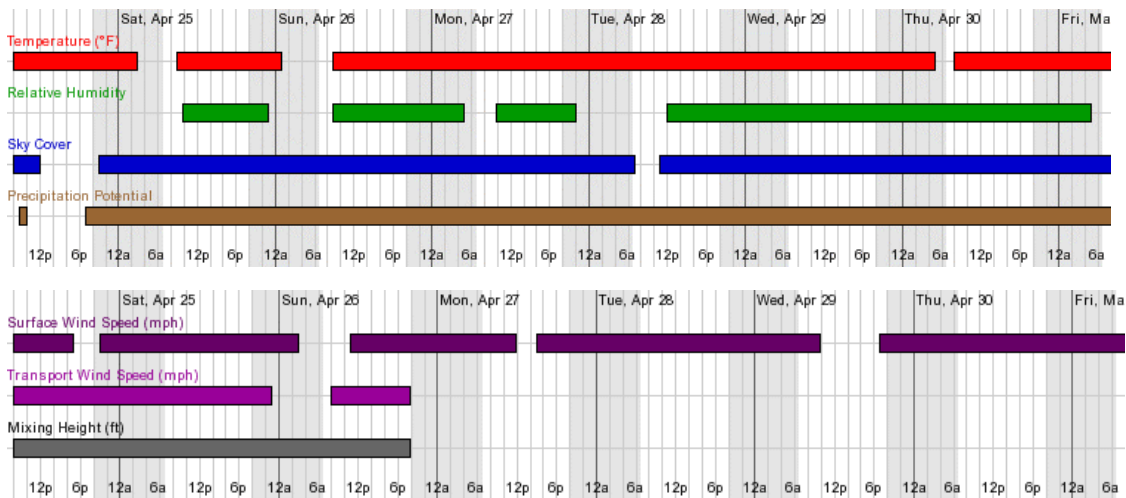 Sat, Apr 25 Sun, Apr 26 Mon, Apr 27 Tue, Apr 28 Wed, Apr 29 Thu, Apr 30 Fri, Ma
Temperature (°F)
Relative Humidity
Sky Cover
Precipitation Potential
12p 6p 12a 6a 12p 6p 12a 6a 12p 6p 12a 6a 12p 6p 12a 6a 12p 6p 12a 6a 12p 6p 12a 6a 12p 6p 12a 6a
Sat, Apr 25 Sun, Apr 26 Mon, Apr 27 Tue, Apr 28 Wed, Apr 29 Thu, Apr 30 Fri, Ma
Surface Wind Speed (mph)
Transport Wind Speed (mph)
Mixing Height (ft)
12p 6p 12a 6a 12p 6p 12a 6a 12p 6p 12a 6a 12p 6p 12a 6a 12p 6p 12a 6a 12p 6p 12a 6a 12p 6p 12a 6a